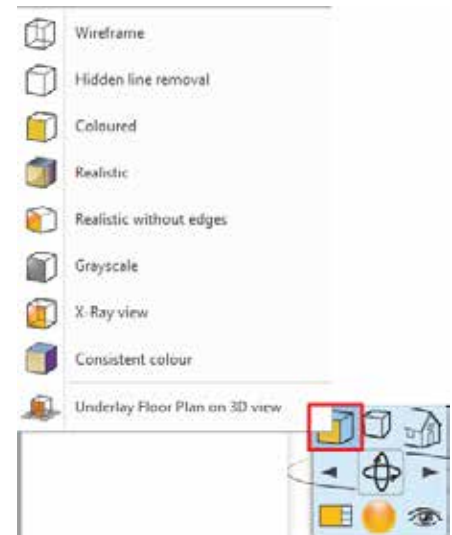 Wireframe
Hidden line removal
Coloured
Realistic
Realistic without edges
Grayscale
X-Ray view
Consistent colour
Underlay Floor Plan on 3D view